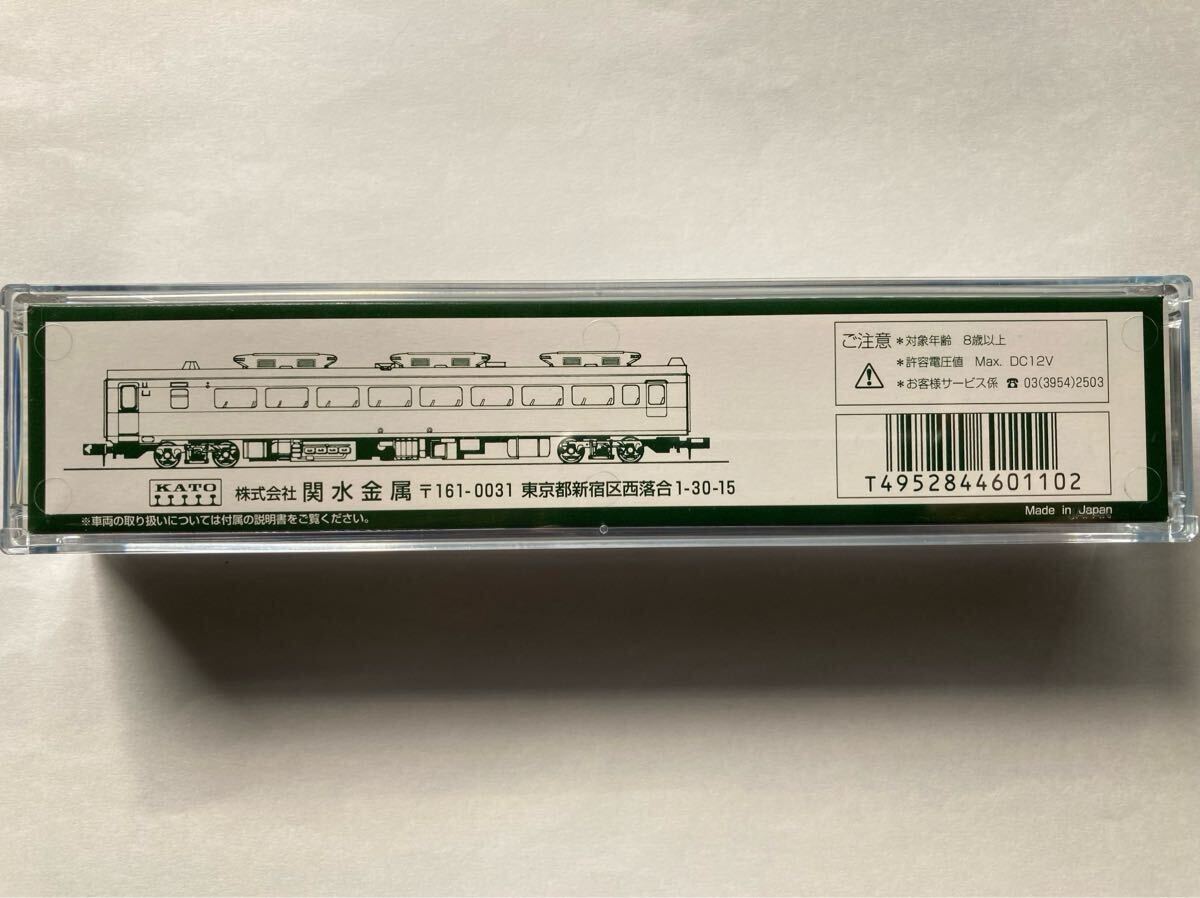 ご注意 *対象年齢 8歳以上
*許容電圧値 Max. DC12V
*お客様サービス係 ☎ 03(3954)2503
T4952844601102
KATO 株式会社 関水金属 〒161-0031 東京都新宿区西落合1-30-15
※車両の取り扱いについては付属の説明書をご覧ください。
Made in Japan